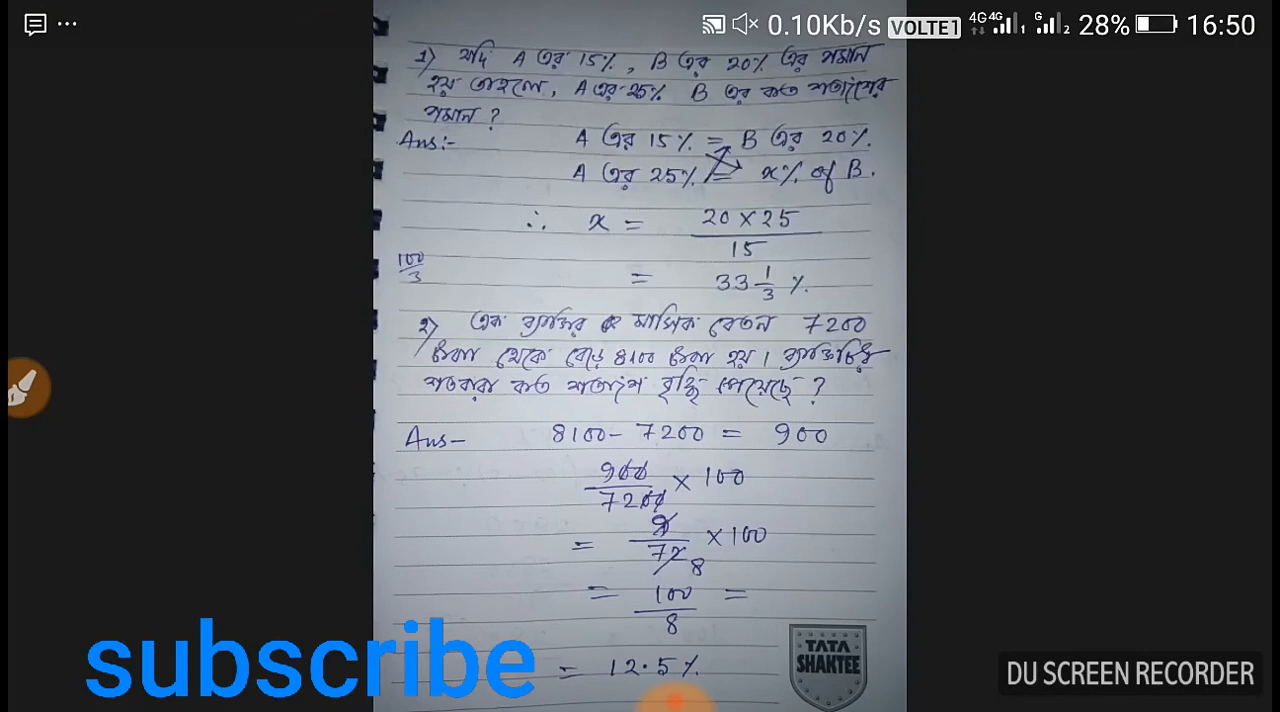 0.10Kb/s VOLTE1 4G 4G 1 G 2 28% 16:50
1) যদি A এর 15%, B এর 20% এর সমান
হয় তাহলে, A এর 25% B এর কত শতাংশের
সমান ?
Ans:- A এর 15% = B এর 20%.
A এর 25% = x% of B.
∴ x = 20 × 25
15
100
3
= 33 1/3 %.
২) এক ব্যক্তির মাসিক বেতন 7200
টাকা থেকে বেড়ে 8100 টাকা হয়। ব্যক্তিটির
শতকরা কত শতাংশ বৃদ্ধি পেয়েছে ?
Ans- 8100 - 7200 = 900
900
7200 × 100
= 9
72 × 100
8
= 100 =
8
= 12.5%
subscribe
TATA
SHAKTEE
DU SCREEN RECORDER